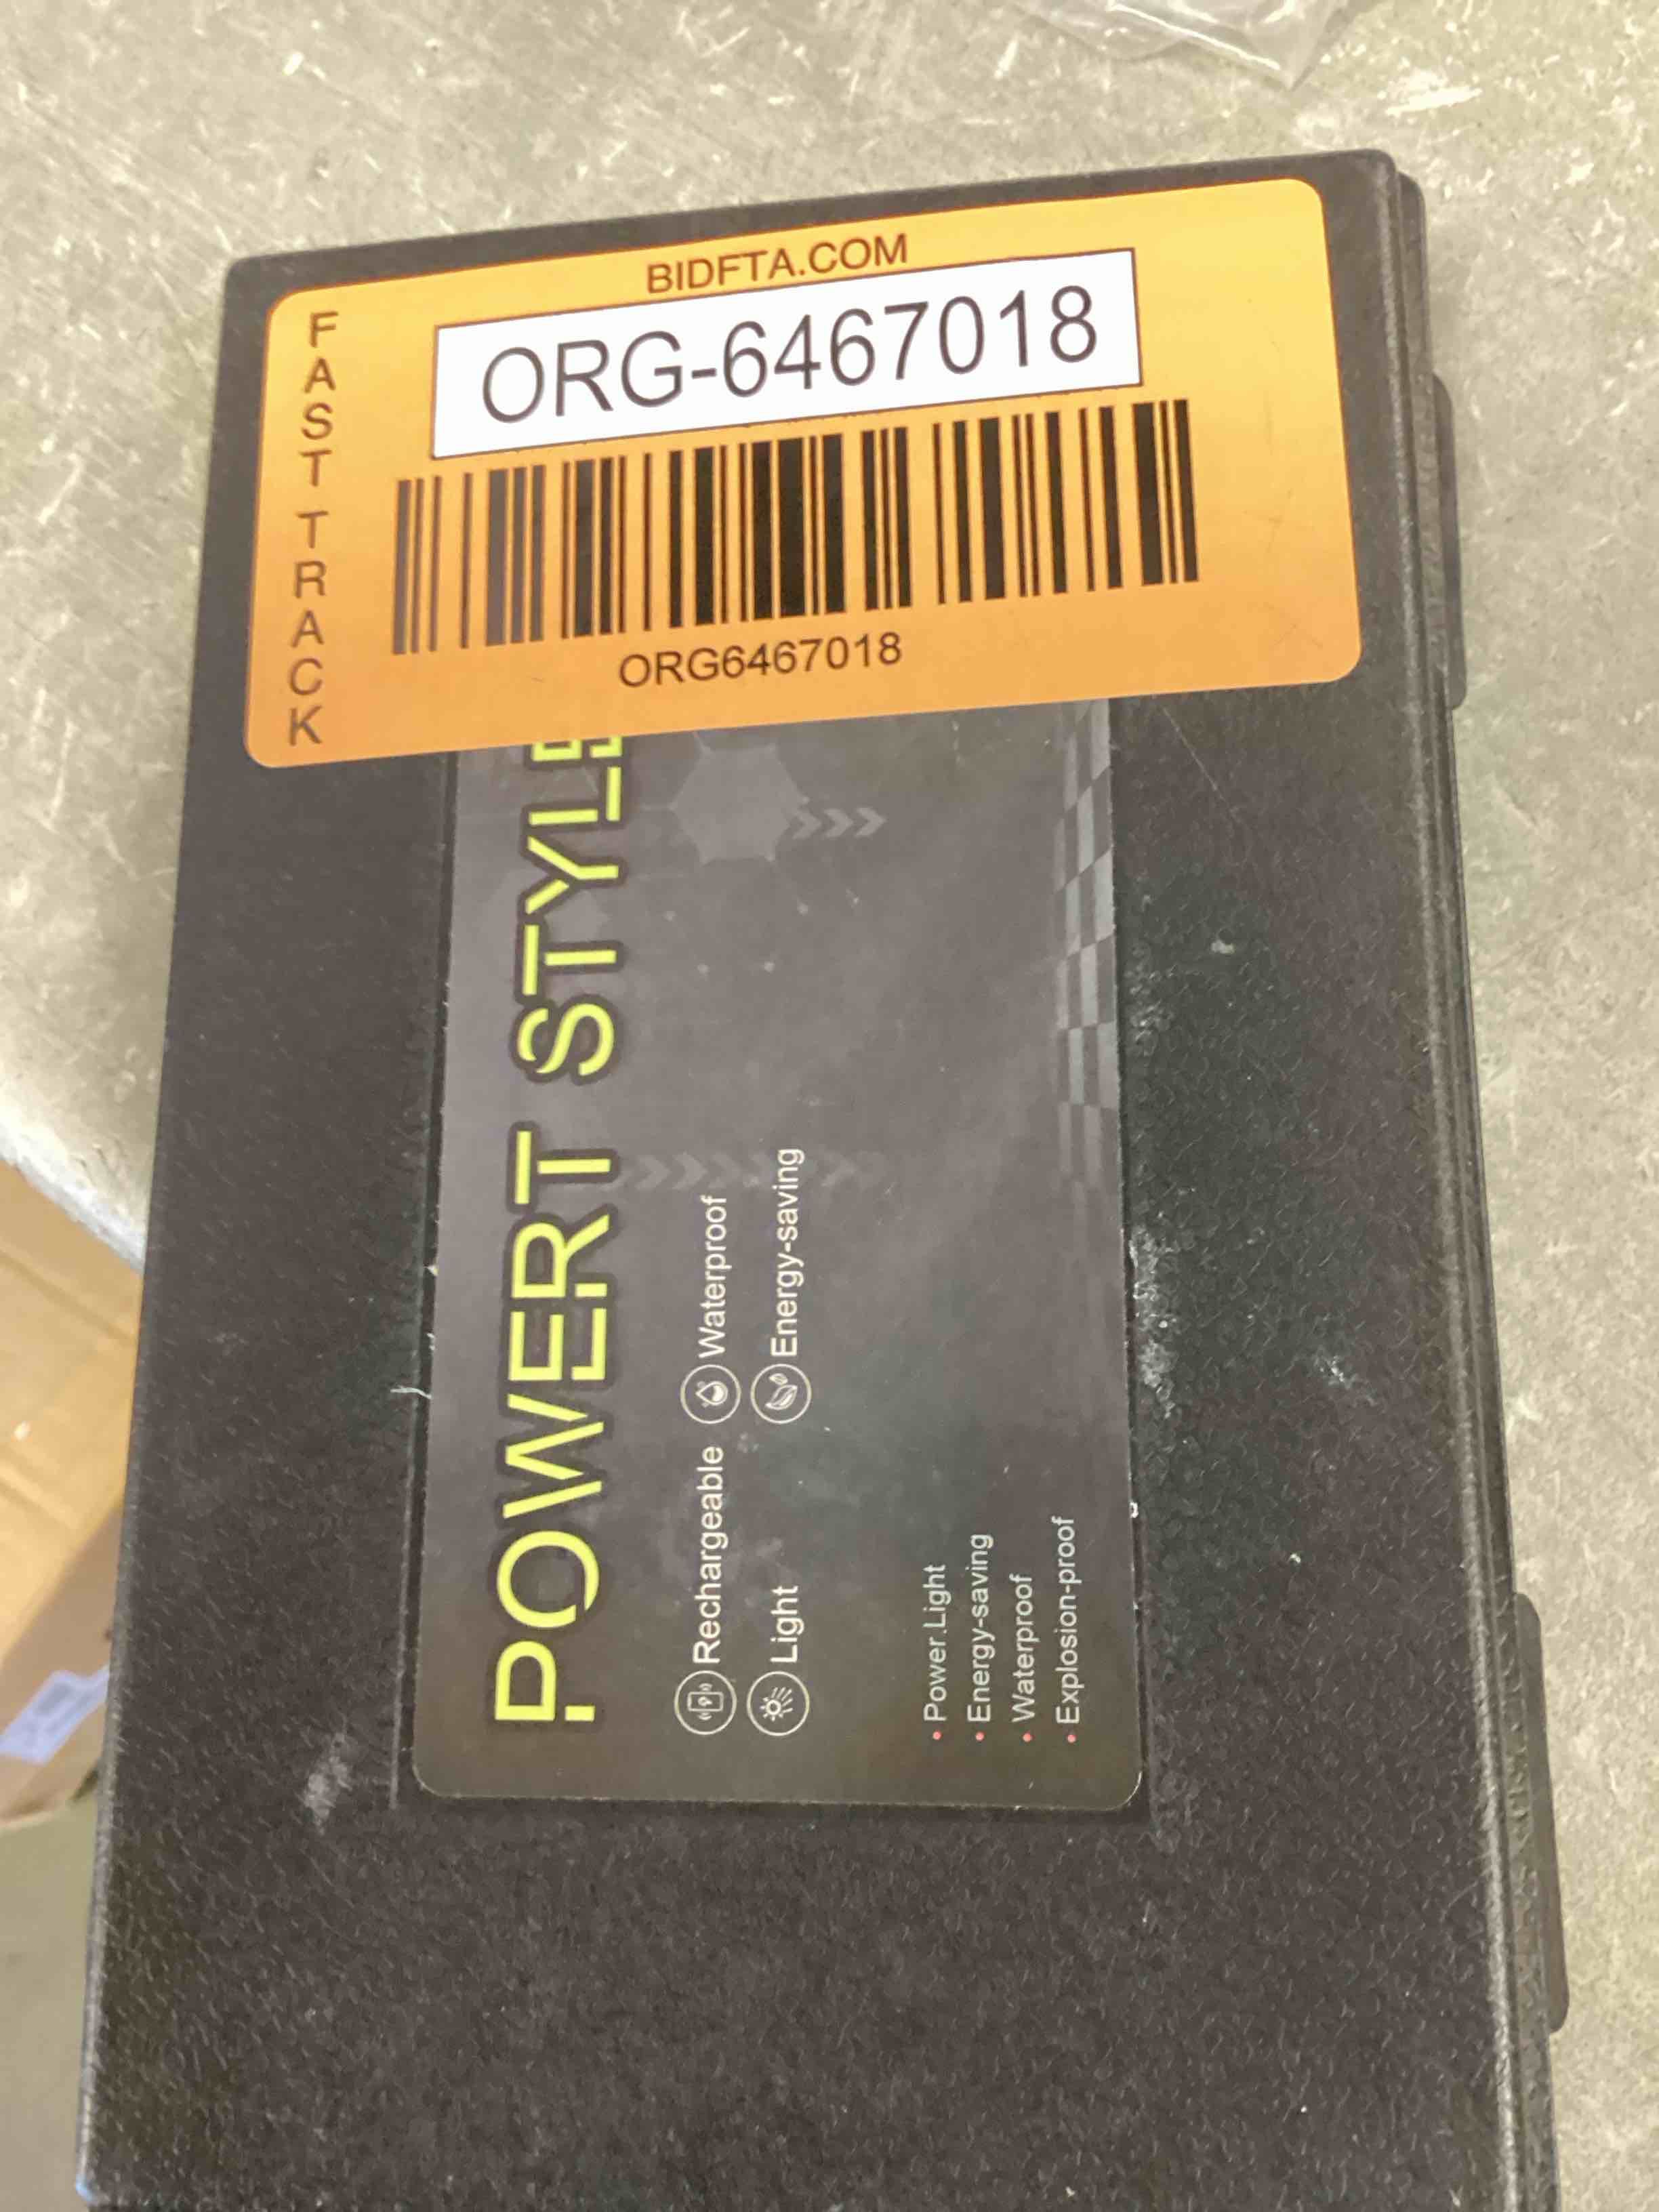 BIDFTA.COM
ORG-6467018
FAST TRACK
ORG6467018
POWERT STYLE
Rechargeable
Waterproof
Light
Energy-saving
• Power.Light
• Energy-saving
• Waterproof
• Explosion-proof